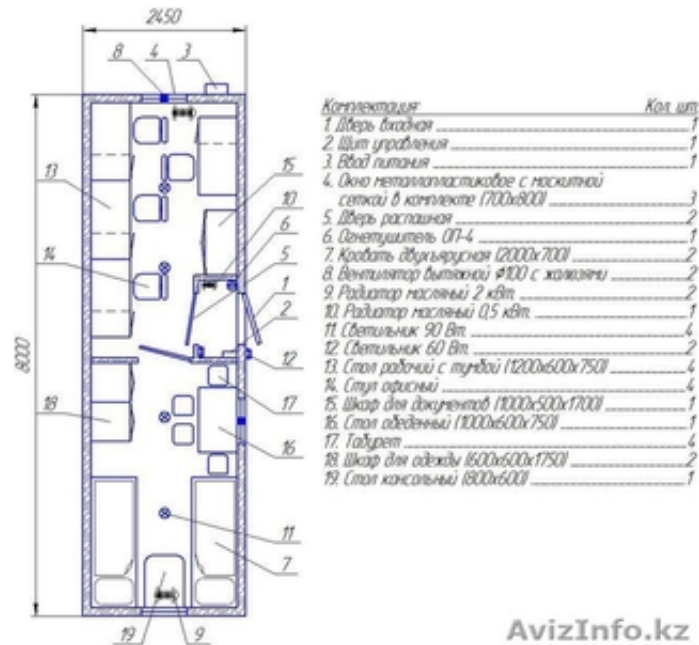 2450
8 4 3
Комплектация: Кол. шт.
1. Дверь входная 1
2. Щит управления 1
3. Ввод питания 1
4. Окно металлопластиковое с москитной
сеткой в комплекте (700х800) 3
5. Дверь распашная 2
6. Огнетушитель ОП-4 1
7. Кровать двухъярусная (2000х700) 2
8. Вентилятор вытяжной ф100 с жалюзями 2
9. Радиатор масляный 2 кВт. 2
10. Радиатор масляный 0,5 кВт. 1
11. Светильник 90 Вт. 4
12. Светильник 60 Вт. 2
13. Стол рабочий с тумбой (1200х600х750) 4
14. Стул офисный 4
15. Шкаф для документов (1000х500х1700) 1
16. Стол обеденный (1000х600х750) 1
17. Табурет 4
18. Шкаф для одежды (600х600х1750) 2
19. Стол консольный (800х600) 1
13
15
10
6
14
5
1
2
8000
12
17
18
16
11
7
19 9
AvizInfo.kz